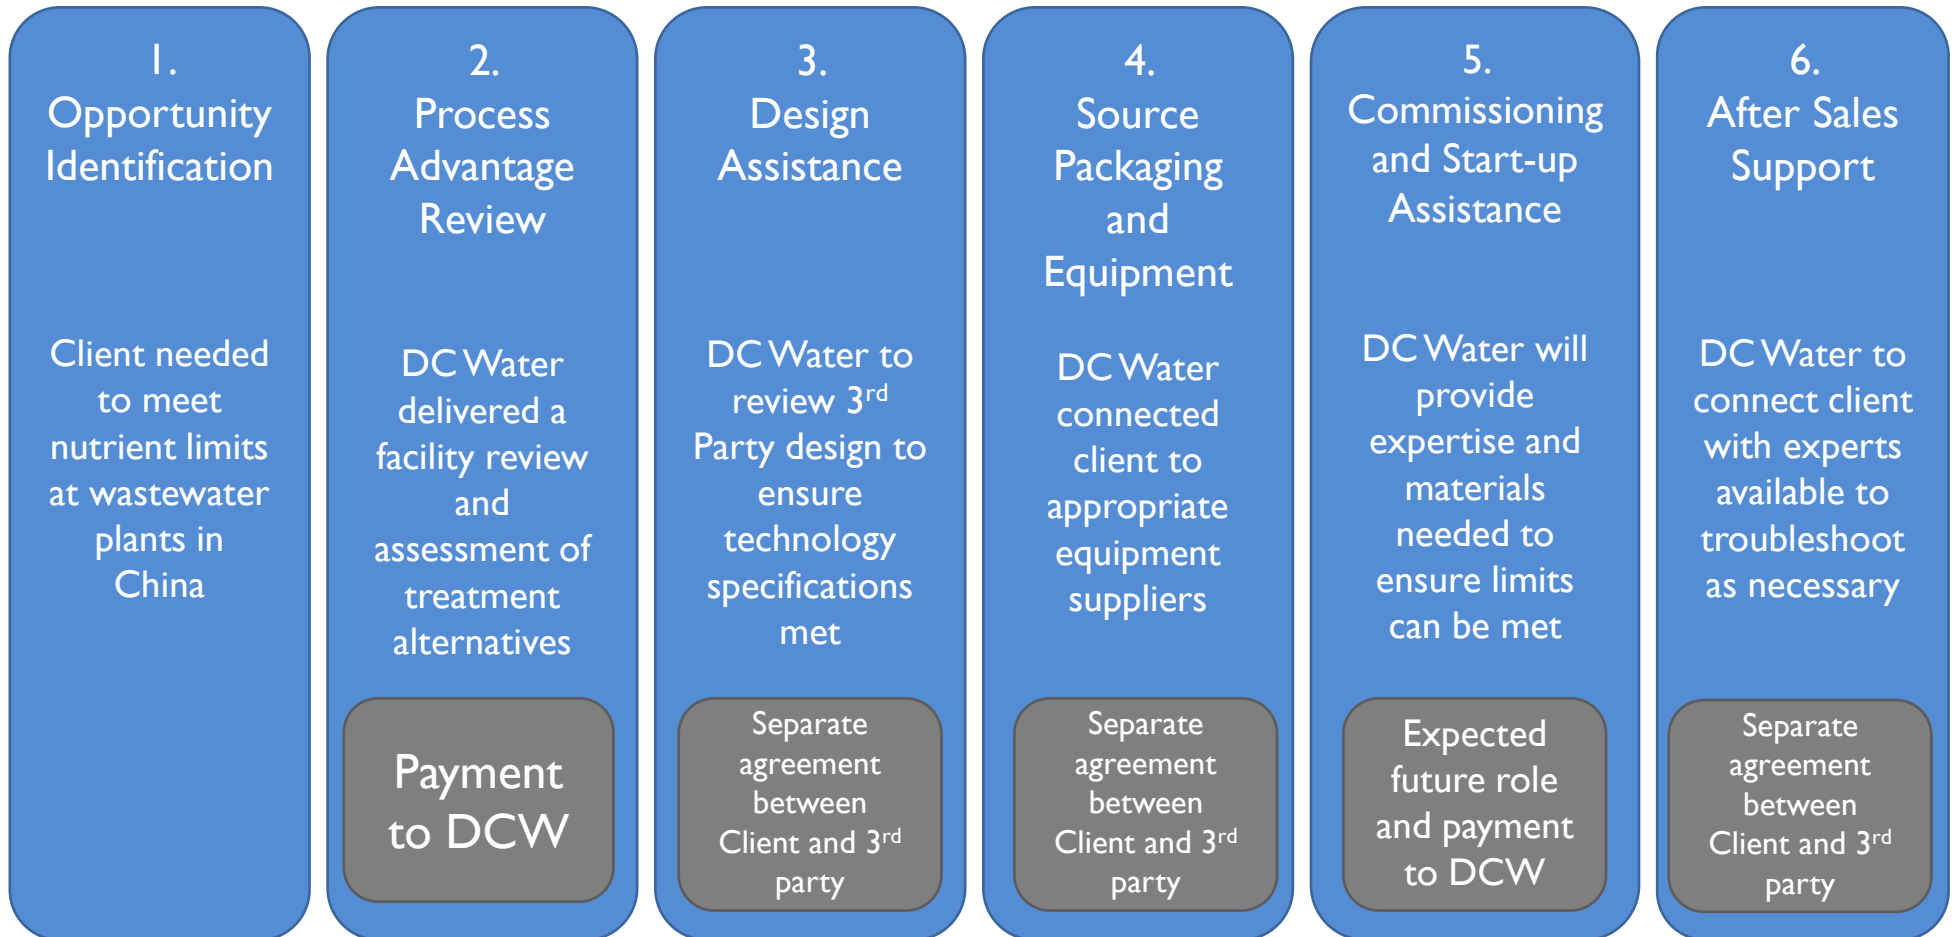 1.
Opportunity
Identification
Client needed
to meet
nutrient limits
at wastewater
plants in
China
2.
Process
Advantage
Review
DC Water
delivered a
facility review
and
assessment of
treatment
alternatives
Payment
to DCW
3.
Design
Assistance
DC Water to
review 3rd
Party design to
ensure
technology
specifications
met
Separate
agreement
between
Client and 3rd
party
4.
Source
Packaging
and
Equipment
DC Water
connected
client to
appropriate
equipment
suppliers
Separate
agreement
between
Client and 3rd
party
5.
Commissioning
and Start-up
Assistance
DC Water will
provide
expertise and
materials
needed to
ensure limits
can be met
Expected
future role
and payment
to DCW
6.
After Sales
Support
DC Water to
connect client
with experts
available to
troubleshoot
as necessary
Separate
agreement
between
Client and 3rd
party